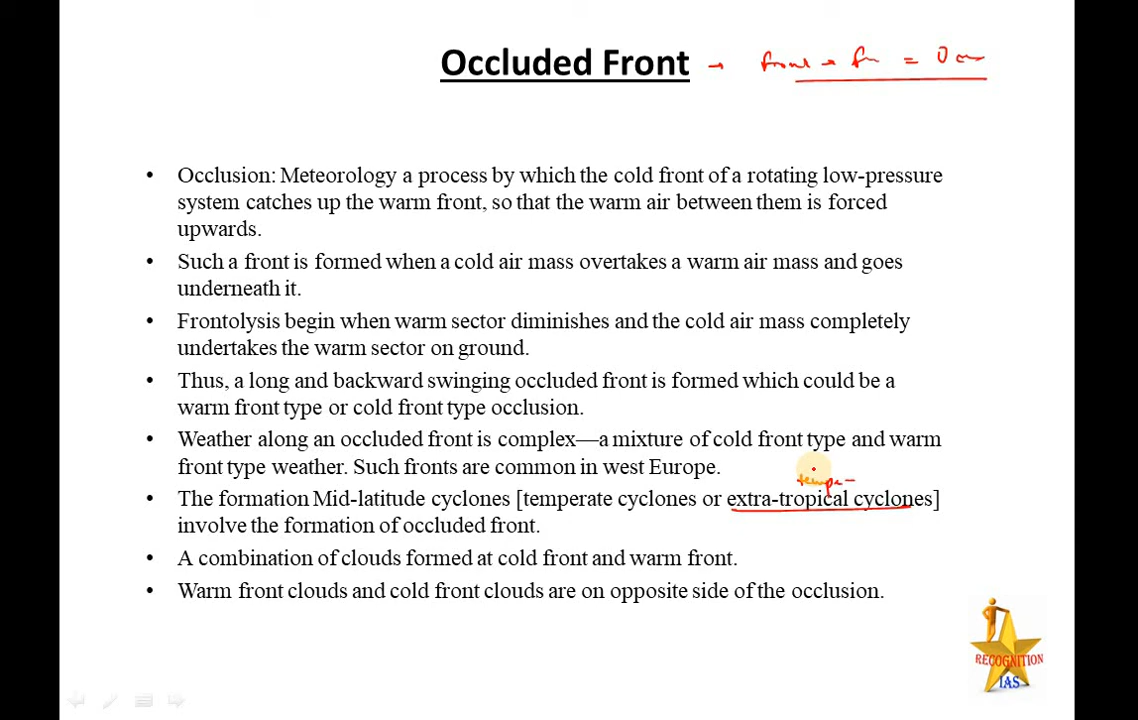 Occluded Front → front
• Occlusion: Meteorology a process by which the cold front of a rotating low-pressure
system catches up the warm front, so that the warm air between them is forced
upwards.
• Such a front is formed when a cold air mass overtakes a warm air mass and goes
underneath it.
• Frontolysis begin when warm sector diminishes and the cold air mass completely
undertakes the warm sector on ground.
• Thus, a long and backward swinging occluded front is formed which could be a
warm front type or cold front type occlusion.
• Weather along an occluded front is complex—a mixture of cold front type and warm
front type weather. Such fronts are common in west Europe.
• The formation Mid-latitude cyclones [temperate cyclones or extra-tropical cyclones]
involve the formation of occluded front.
• A combination of clouds formed at cold front and warm front.
• Warm front clouds and cold front clouds are on opposite side of the occlusion.
RECOGNITION
IAS